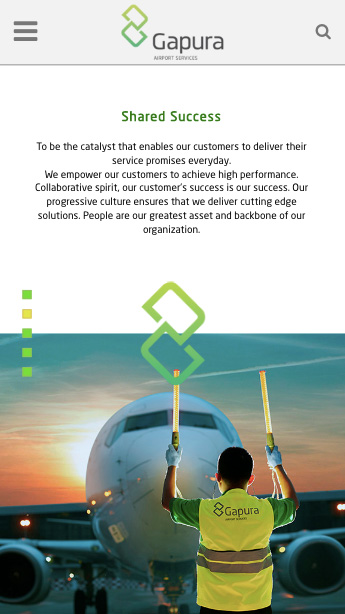 Gapura
AIRPORT SERVICES
Shared Success
To be the catalyst that enables our customers to deliver their
service promises everyday.
We empower our customers to achieve high performance.
Collaborative spirit, our customer's success is our success. Our
progressive culture ensures that we deliver cutting edge
solutions. People are our greatest asset and backbone of our
organization.
Gapura
AIRPORT SERVICES